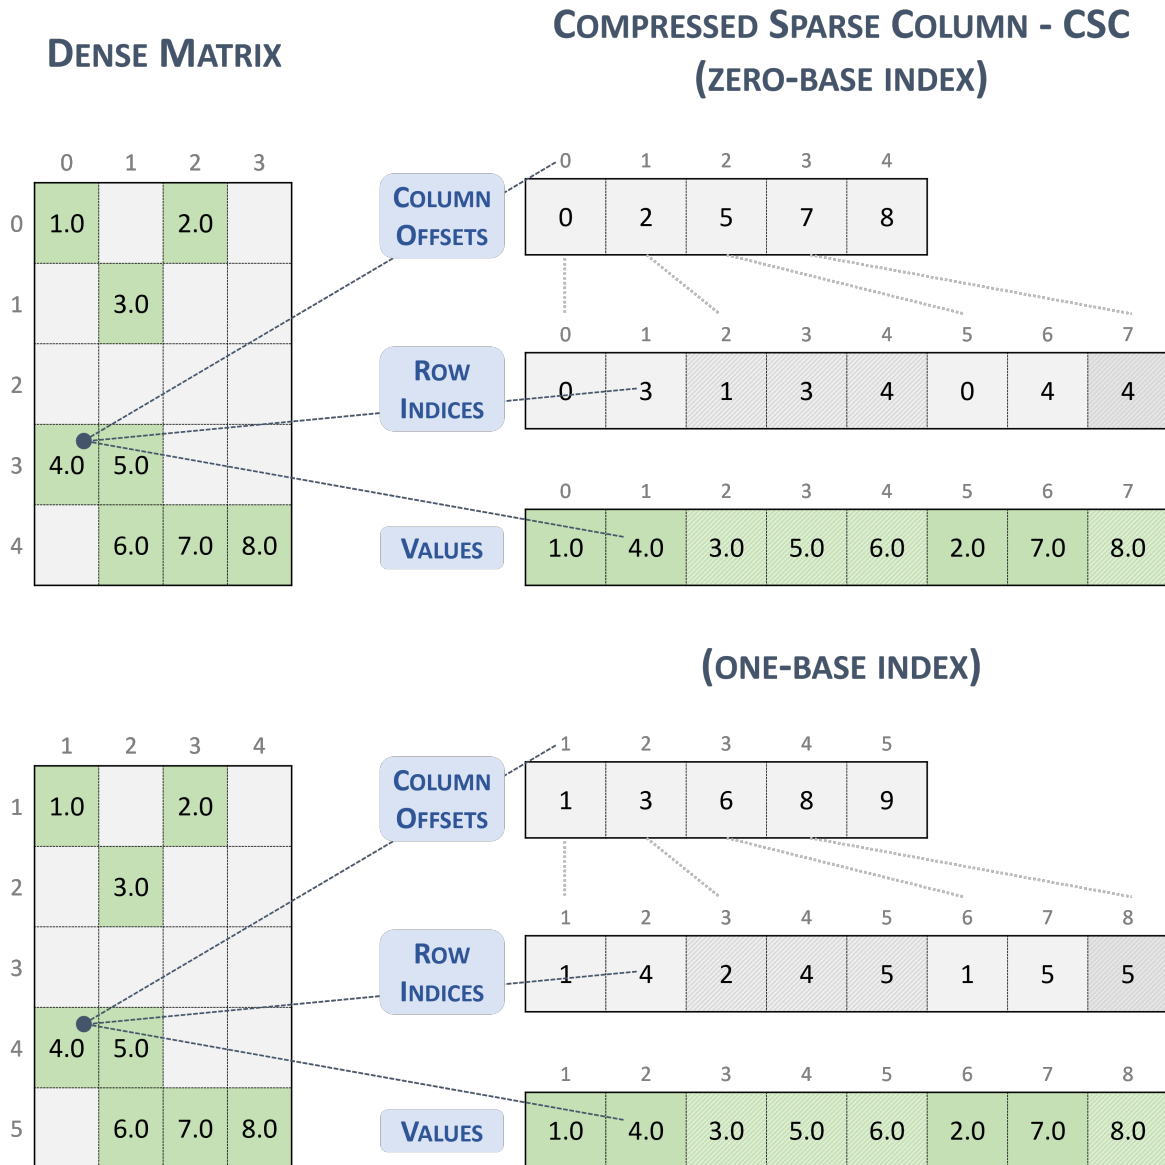 DENSE MATRIX
COMPRESSED SPARSE COLUMN - CSC
(ZERO-BASE INDEX)
0 1 2 3
0 1.0 2.0
1 3.0
2
3 4.0 5.0
4 6.0 7.0 8.0
COLUMN
OFFSETS
0 1 2 3 4
0 2 5 7 8
ROW
INDICES
0 1 2 3 4 5 6 7
0 3 1 3 4 0 4 4
VALUES
0 1 2 3 4 5 6 7
1.0 4.0 3.0 5.0 6.0 2.0 7.0 8.0
(ONE-BASE INDEX)
1 2 3 4
1 1.0 2.0
2 3.0
3
4 4.0 5.0
5 6.0 7.0 8.0
COLUMN
OFFSETS
1 2 3 4 5
1 3 6 8 9
ROW
INDICES
1 2 3 4 5 6 7 8
1 4 2 4 5 1 5 5
VALUES
1 2 3 4 5 6 7 8
1.0 4.0 3.0 5.0 6.0 2.0 7.0 8.0